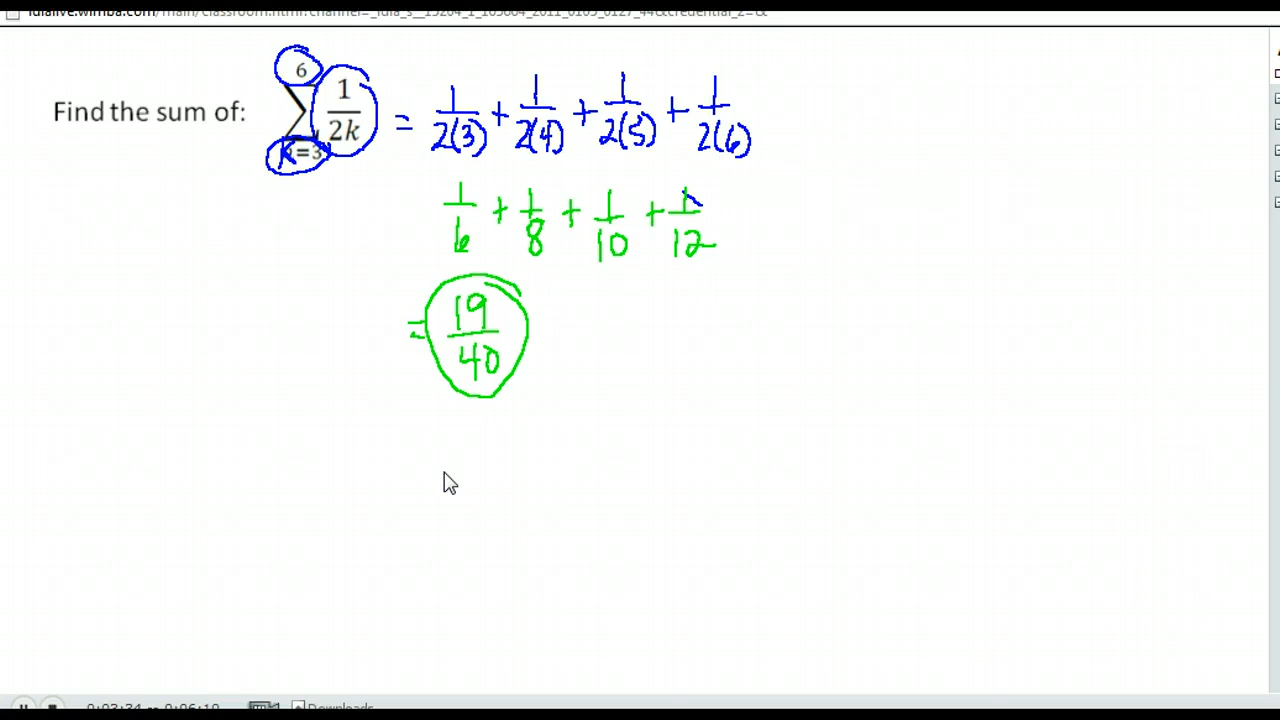 Find the sum of: 6 ∑ K=3 1/2k = 1/2(3) + 1/2(4) + 1/2(5) + 1/2(6)
1/6 + 1/8 + 1/10 + 1/12
= 19/40
Downloads